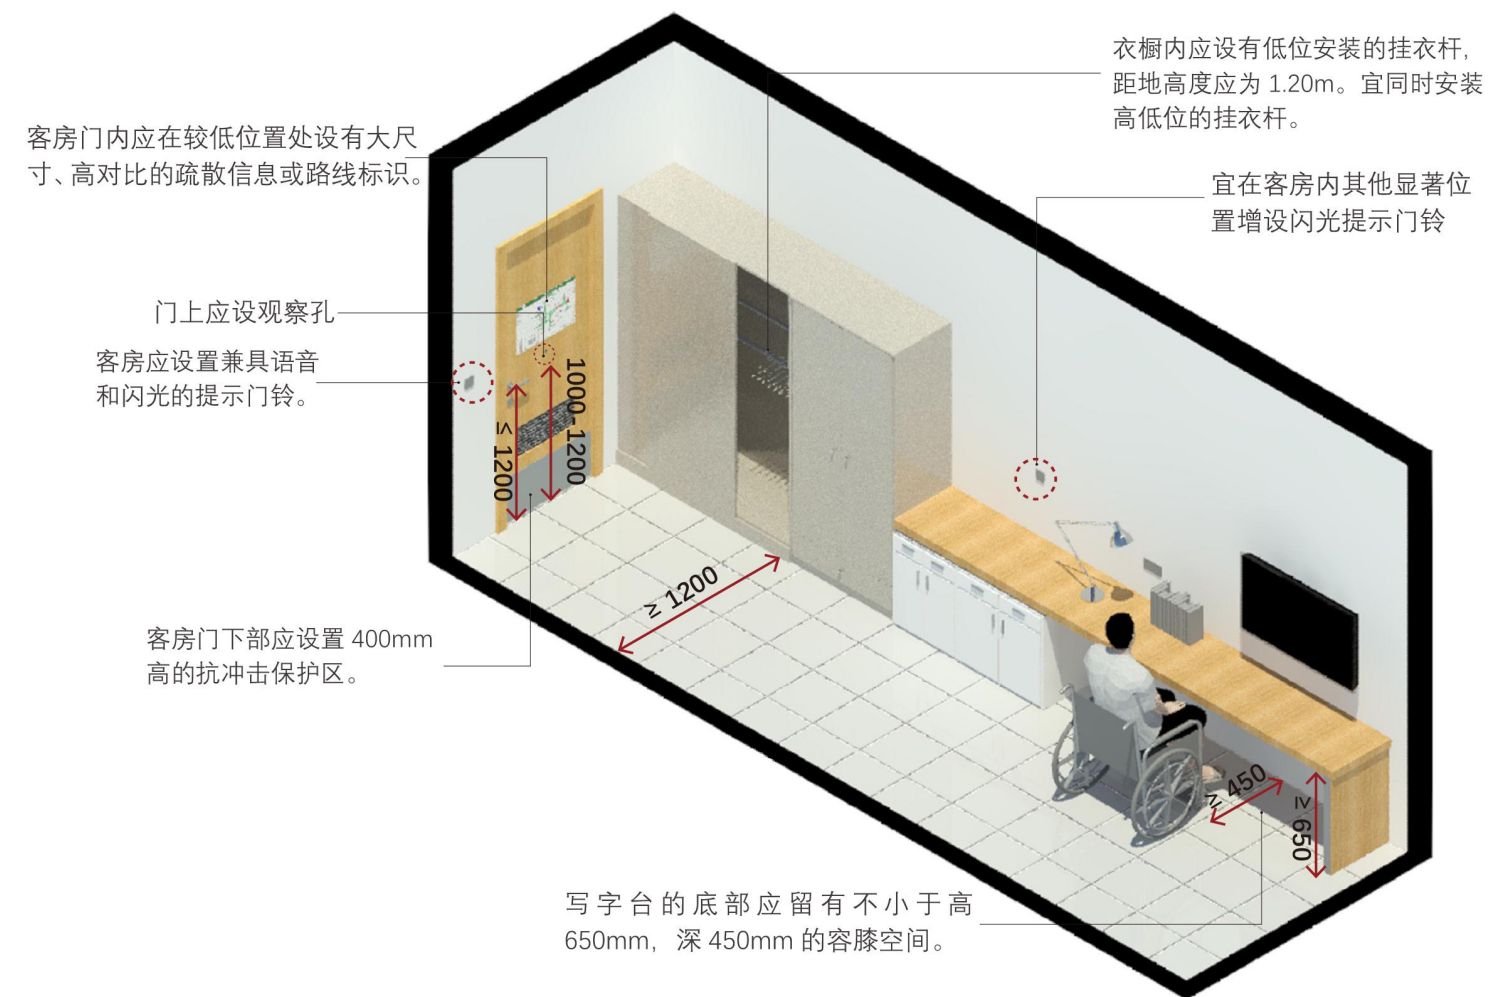 衣橱内应设有低位安装的挂衣杆,
距地高度应为 1.20m。宜同时安装
高低位的挂衣杆。
客房门内应在较低位置处设有大尺
寸、高对比的疏散信息或路线标识。
宜在客房内其他显著位
置增设闪光提示门铃
门上应设观察孔
客房应设置兼具语音
和闪光的提示门铃。
1000-1200
≤ 1200
≥ 1200
客房门下部应设置 400mm
高的抗冲击保护区。
≥ 450
≥ 650
写字台的底部应留有不小于高
650mm, 深 450mm 的容膝空间。